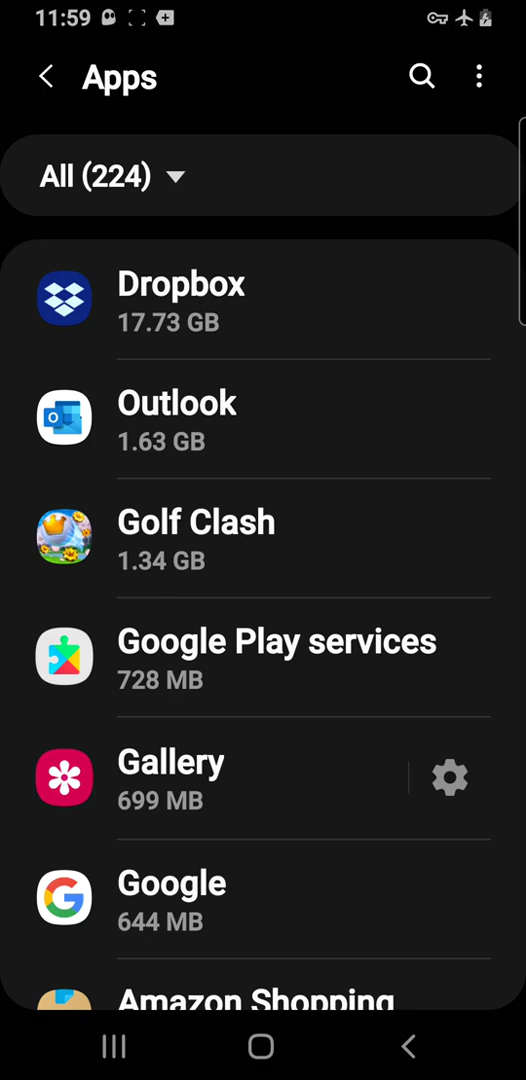 11:59
Apps
All (224)
Dropbox
17.73 GB
Outlook
1.63 GB
Golf Clash
1.34 GB
Google Play services
728 MB
Gallery
699 MB
Google
644 MB
Amazon Shopping